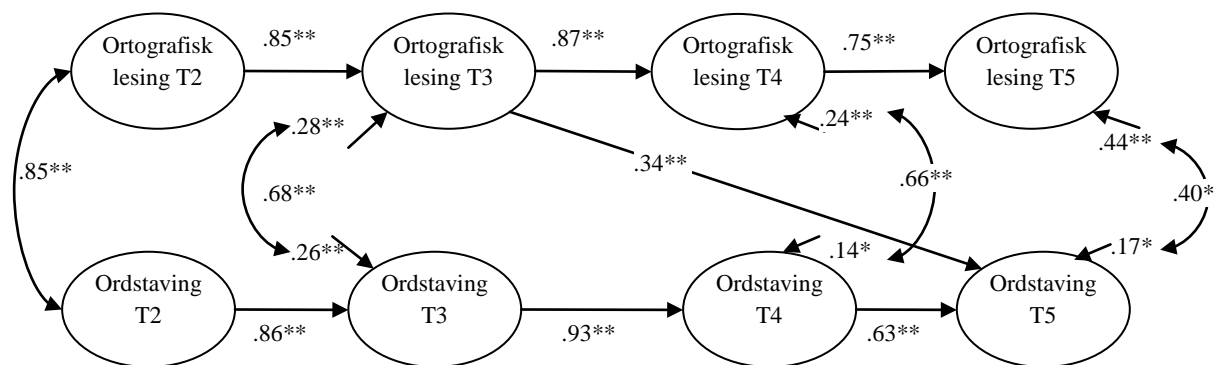 .85**
.87**
.75**
Ortografisk
lesing T2
Ortografisk
lesing T3
Ortografisk
lesing T4
Ortografisk
lesing T5
.28**
.24**
.44**
.85**
.34**
.66**
.68**
.40*
.26**
.14*
.17*
Ordstaving
T2
Ordstaving
T3
Ordstaving
T4
Ordstaving
T5
.86**
.93**
.63**